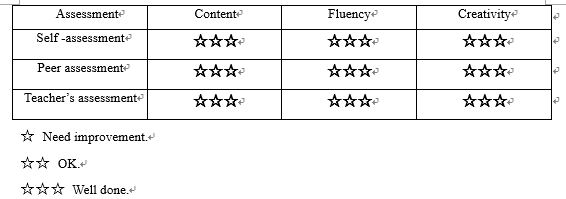 Assessment Content Fluency Creativity
Self -assessment ☆☆☆ ☆☆☆ ☆☆☆
Peer assessment ☆☆☆ ☆☆☆ ☆☆☆
Teacher’s assessment ☆☆☆ ☆☆☆ ☆☆☆
☆ Need improvement.
☆☆ OK.
☆☆☆ Well done.